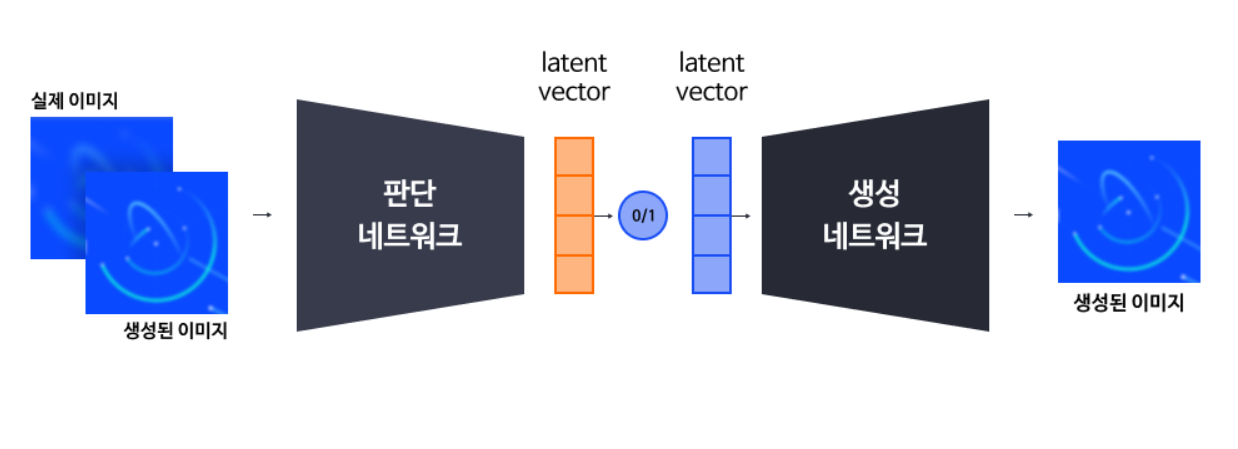 실제 이미지
생성된 이미지
판단
네트워크
latent
vector
0/1
latent
vector
생성
네트워크
생성된 이미지